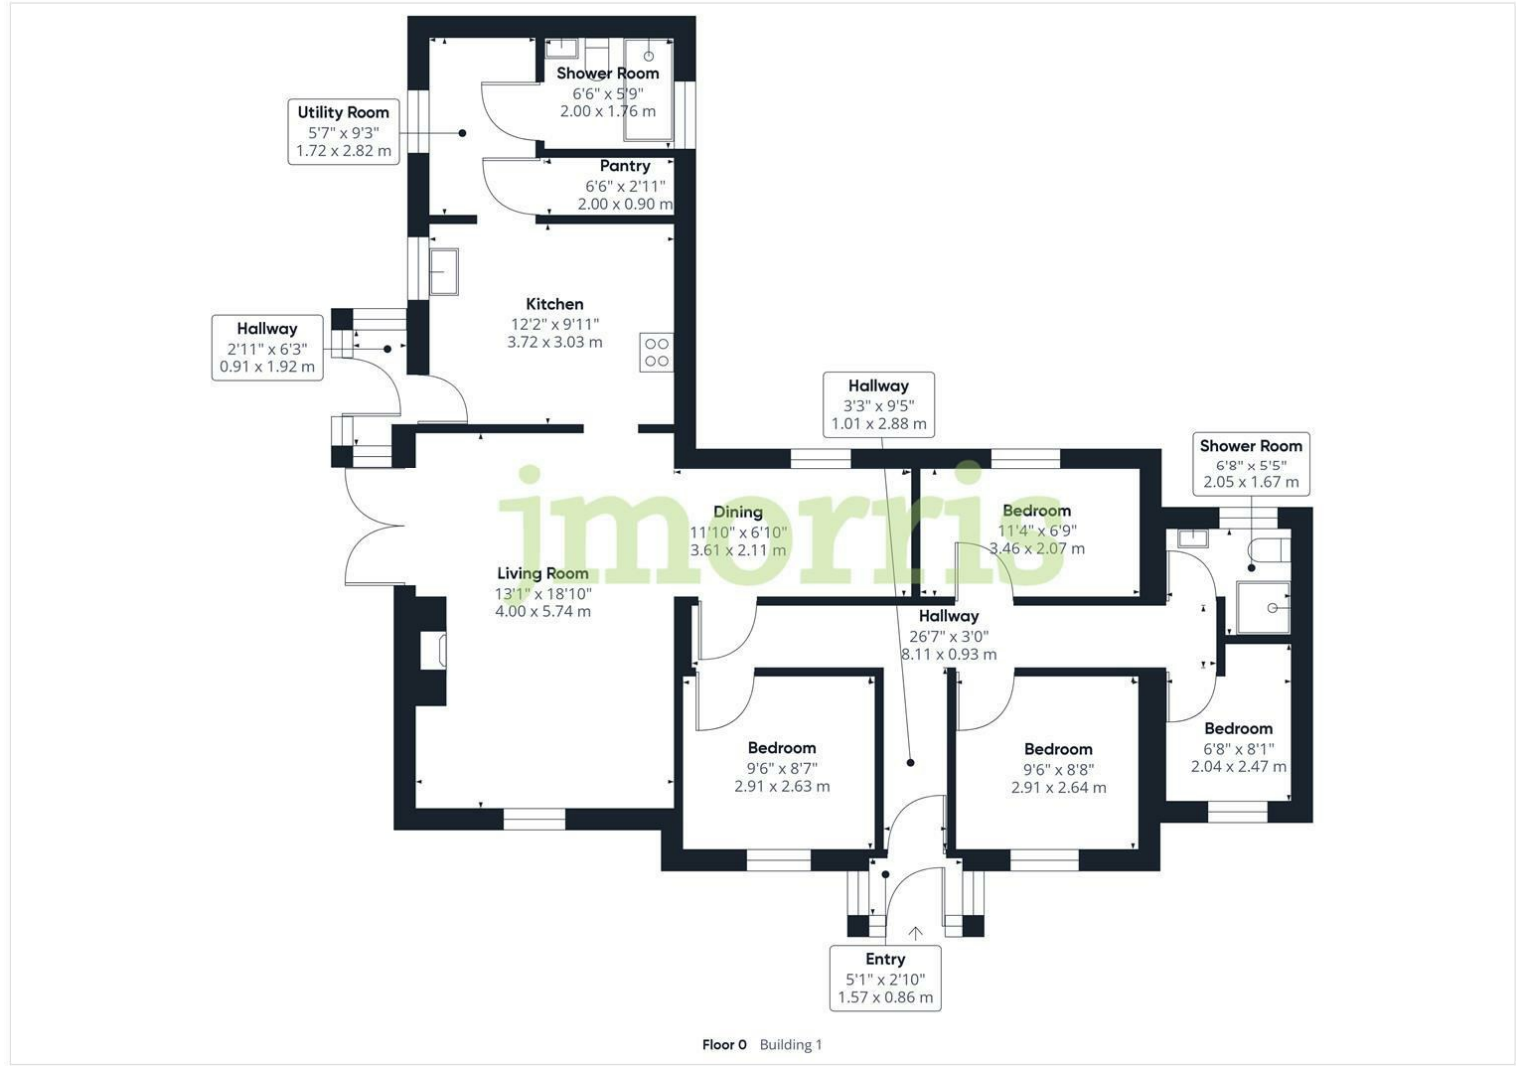 Shower Room
6'6" x 5'9"
2.00 x 1.76 m
Utility Room
5'7" x 9'3"
1.72 x 2.82 m
Pantry
6'6" x 2'11"
2.00 x 0.90 m
Kitchen
12'2" x 9'11"
3.72 x 3.03 m
Hallway
2'11" x 6'3"
0.91 x 1.92 m
Hallway
3'3" x 9'5"
1.01 x 2.88 m
Shower Room
6'8" x 5'5"
2.05 x 1.67 m
jmorris
Dining
11'10" x 6'10"
3.61 x 2.11 m
Bedroom
11'4" x 6'9"
3.46 x 2.07 m
Living Room
13'1" x 18'10"
4.00 x 5.74 m
Hallway
26'7" x 3'0"
8.11 x 0.93 m
Bedroom
9'6" x 8'7"
2.91 x 2.63 m
Bedroom
9'6" x 8'8"
2.91 x 2.64 m
Bedroom
6'8" x 8'1"
2.04 x 2.47 m
Entry
5'1" x 2'10"
1.57 x 0.86 m
Floor 0 Building 1